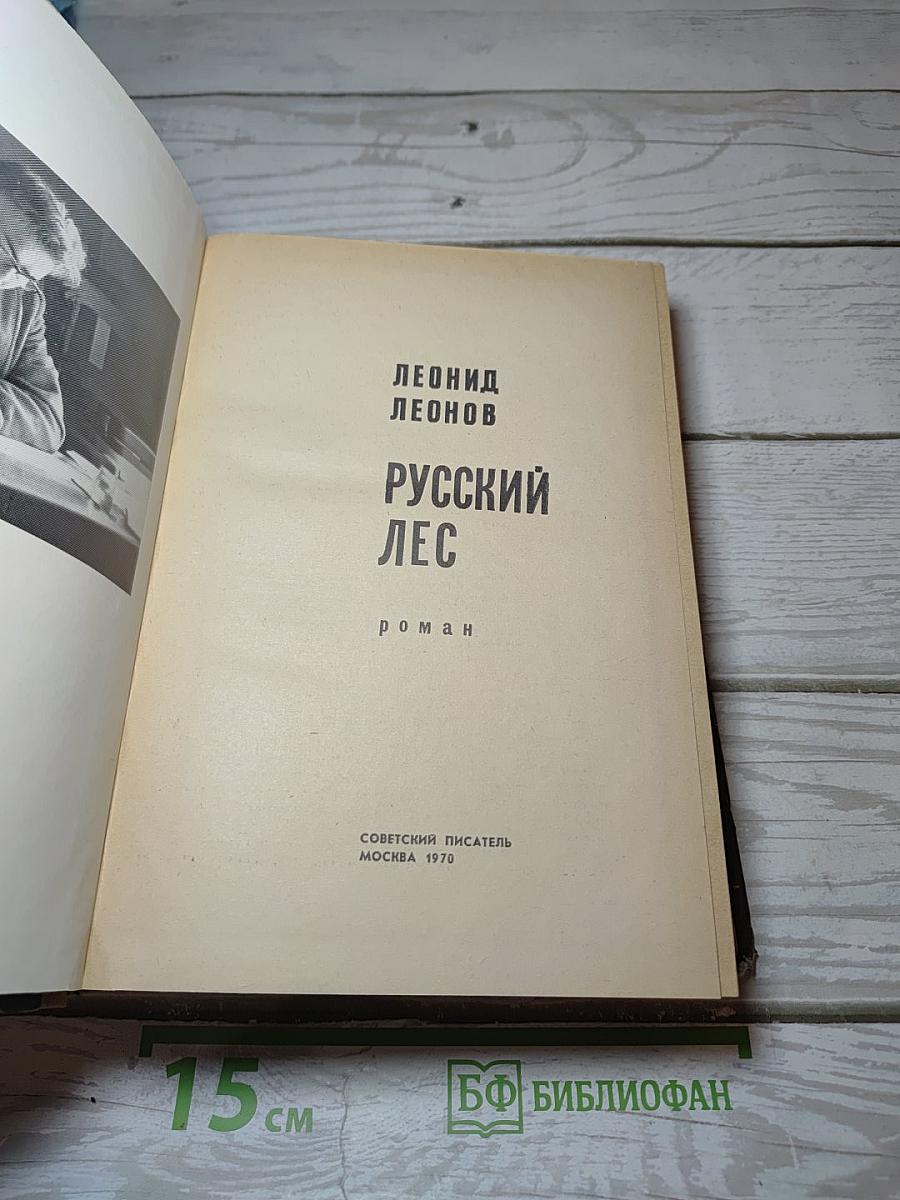 ЛЕОНИД
ЛЕОНОВ
РУССКИЙ
ЛЕС
роман
СОВЕТСКИЙ ПИСАТЕЛЬ
МОСКВА 1970
15 см
БФ БИБЛИОФАН